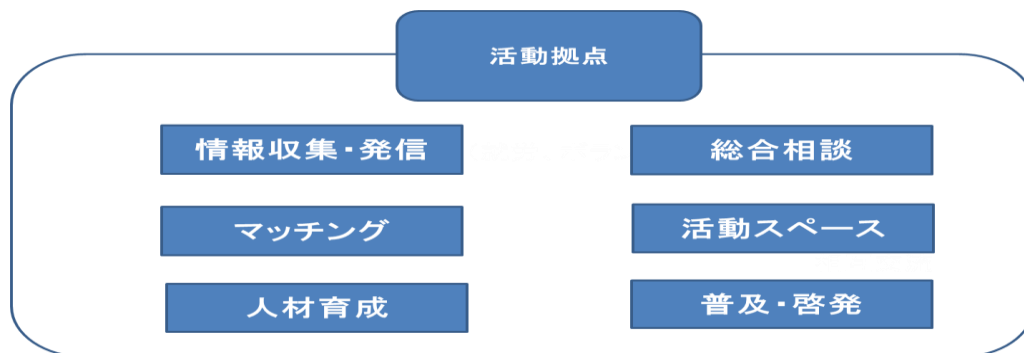 活動拠点
情報収集・発信
総合相談
マッチング
活動スペース
人材育成
普及・啓発